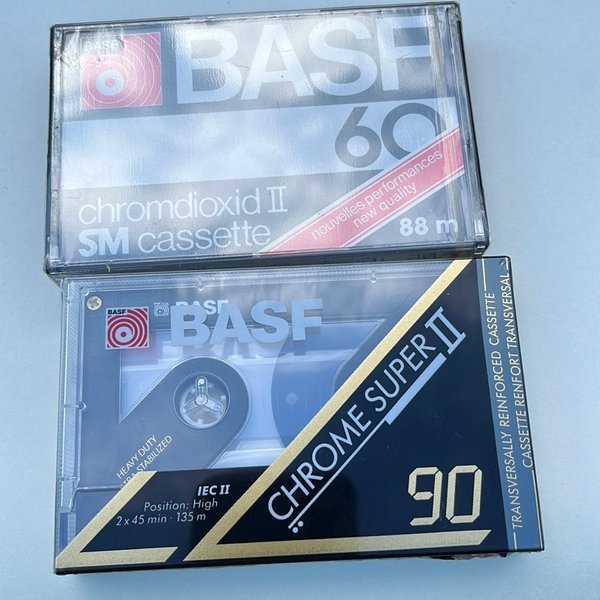 BASF
BASF
60
chromdioxid II
SM cassette
nouvelles performances
new quality
88 m
BASF
BASF
BASF
HEAVY DUTY
STABILIZED
IEC II
Position: High
2 x 45 min · 135 m
CHROME SUPER II
90
TRANSVERSALLY REINFORCED CASSETTE
CASSETTE RENFORT TRANSVERSAL